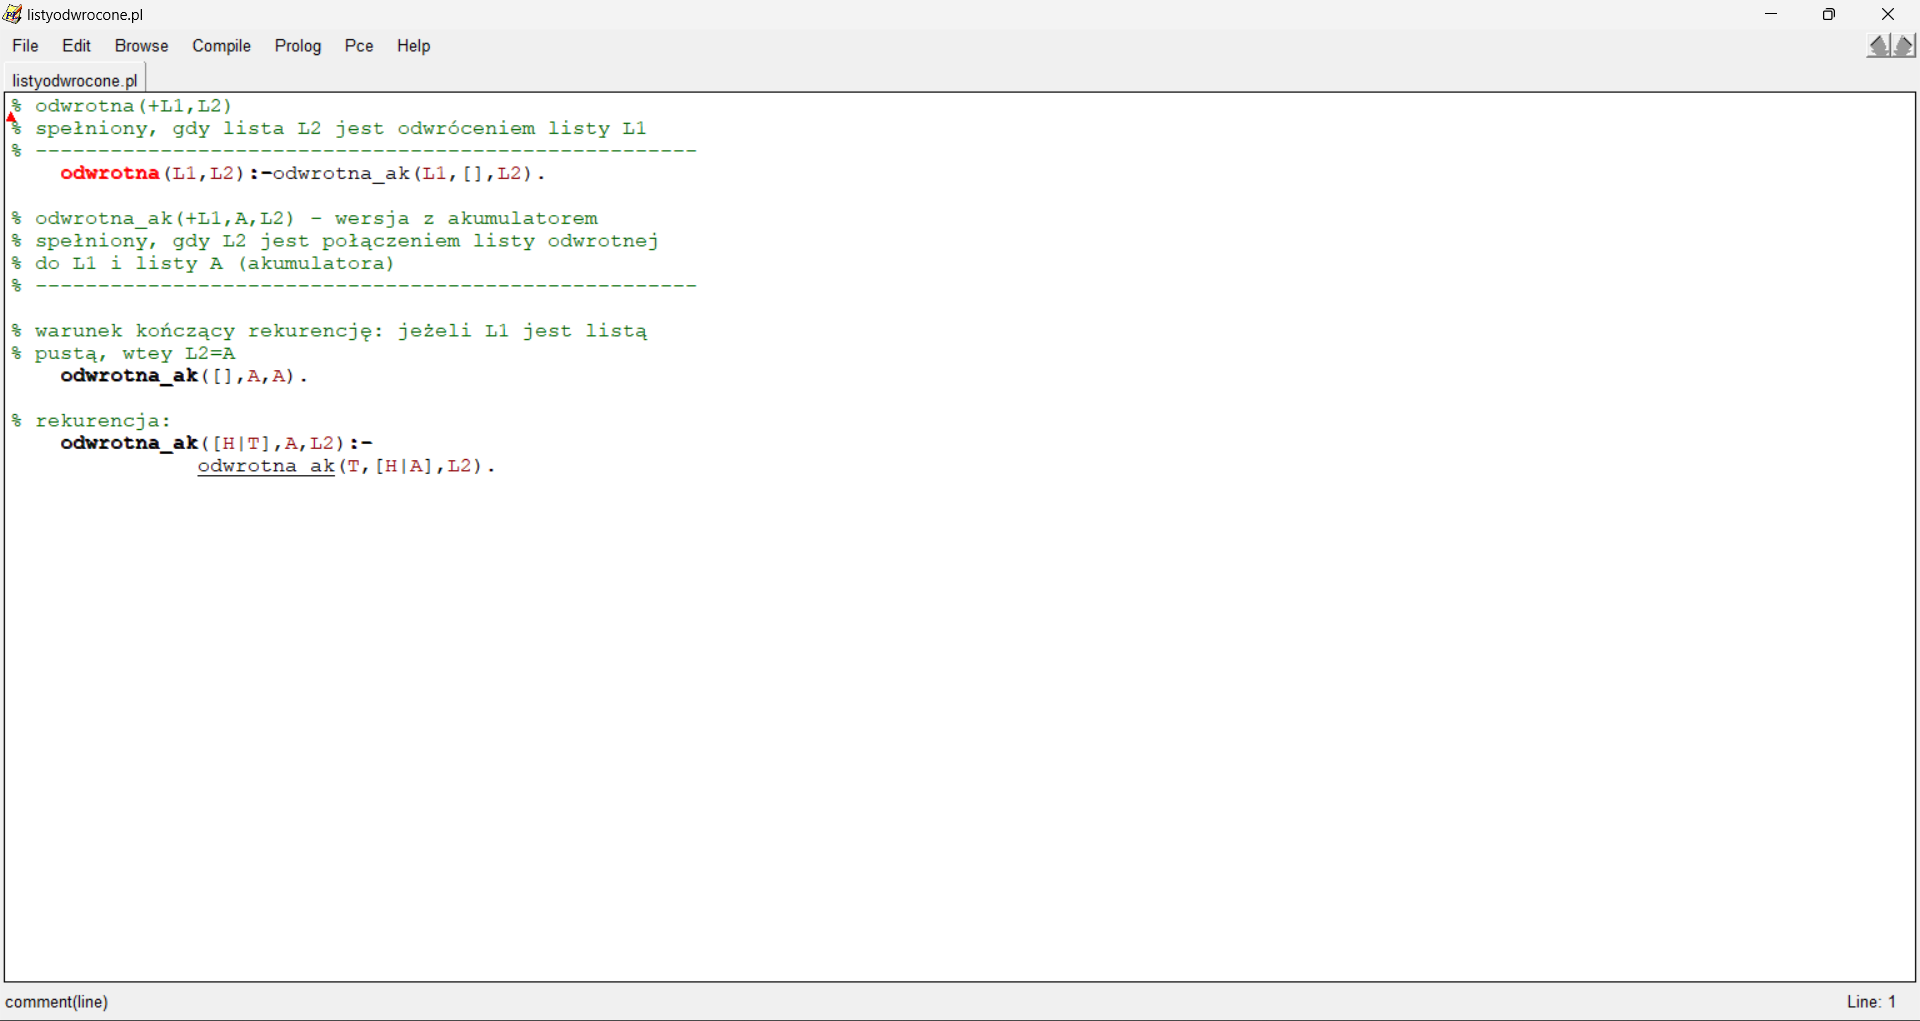 listyodwrocone.pl
File Edit Browse Compile Prolog Pce Help
listyodwrocone.pl
% odwrotna(+L1,L2)
% spełniony, gdy lista L2 jest odwróceniem listy L1
% -----------------------------------------------------
odwrotna(L1,L2):-odwrotna_ak(L1,[],L2).
% odwrotna_ak(+L1,A,L2) - wersja z akumulatorem
% spełniony, gdy L2 jest połączeniem listy odwrotnej
% do L1 i listy A (akumulatora)
% -----------------------------------------------------
% warunek kończący rekurencję: jeżeli L1 jest listą
% pustą, wtey L2=A
odwrotna_ak([],A,A).
% rekurencja:
odwrotna_ak([H|T],A,L2):-
odwrotna_ak(T,[H|A],L2).
comment(line)
Line: 1